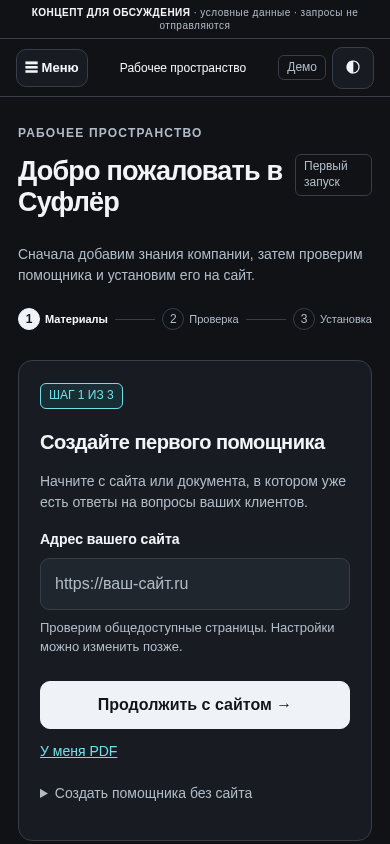 КОНЦЕПТ ДЛЯ ОБСУЖДЕНИЯ · условные данные · запросы не
отправляются
☰ Меню
Рабочее пространство
Демо
РАБОЧЕЕ ПРОСТРАНСТВО
Добро пожаловать в
Суфлёр
Первый
запуск
Сначала добавим знания компании, затем проверим
помощника и установим его на сайт.
1 Материалы
2 Проверка
3 Установка
ШАГ 1 ИЗ 3
Создайте первого помощника
Начните с сайта или документа, в котором уже
есть ответы на вопросы ваших клиентов.
Адрес вашего сайта
https://ваш-сайт.ru
Проверим общедоступные страницы. Настройки
можно изменить позже.
Продолжить с сайтом →
У меня PDF
Создать помощника без сайта